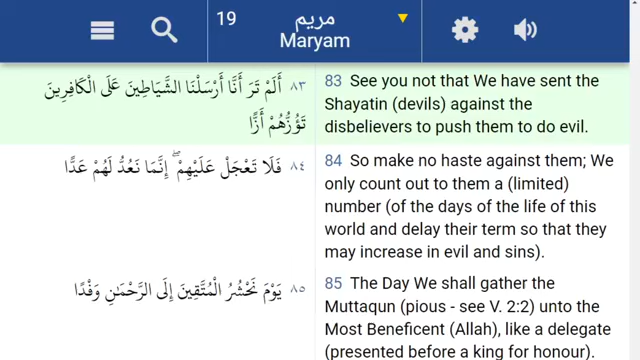 19
مريم
Maryam
أَلَمْ تَرَ أَنَّا أَرْسَلْنَا الشَّيَاطِينَ عَلَى الْكَافِرِينَ ٨٣
تَؤُزُّهُمْ أَزًّا
83 See you not that We have sent the
Shayatin (devils) against the
disbelievers to push them to do evil.
فَلَا تَعْجَلْ عَلَيْهِمْ ۖ إِنَّمَا نَعُدُّ لَهُمْ عَدًّا ٨٤
84 So make no haste against them; We
only count out to them a (limited)
number (of the days of the life of this
world and delay their term so that they
may increase in evil and sins).
يَوْمَ نَحْشُرُ الْمُتَّقِينَ إِلَى الرَّحْمَٰنِ وَفْدًا ٨٥
85 The Day We shall gather the
Muttaqun (pious - see V. 2:2) unto the
Most Beneficent (Allah), like a delegate
(presented before a king for honour).